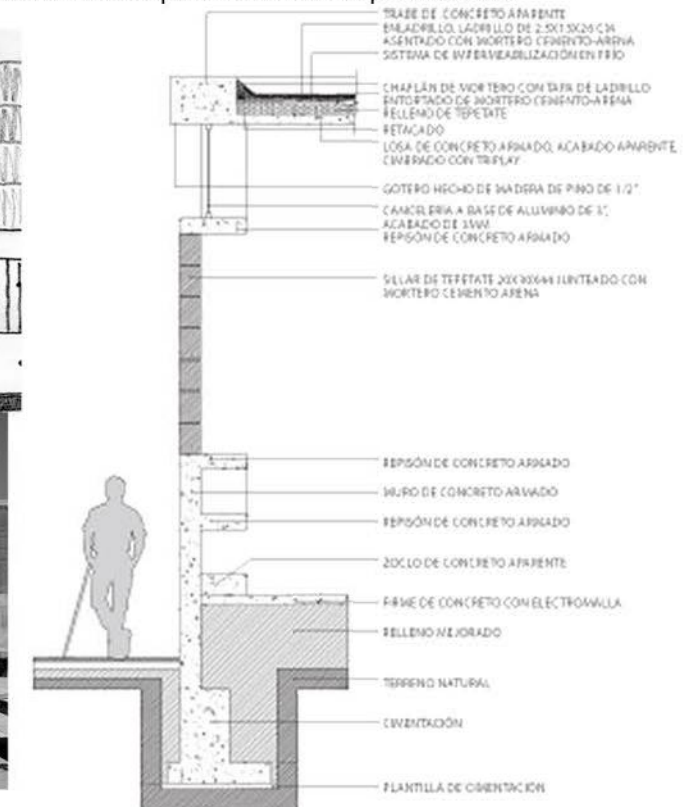 TRABE DE CONCRETO APARENTE
ENLADRILLO, LADRILLO DE 2.5X13X26 CM
ASENTADO CON MORTERO CEMENTO-ARENA
SISTEMA DE IMPERMEABILIZACIÓN EN FRÍO
CHAFLÁN DE MORTERO CON TAPA DE LADRILLO
ENTORTADO DE MORTERO CEMENTO-ARENA
RELLENO DE TEPETATE
RETACADO
LOSA DE CONCRETO ARMADO, ACABADO APARENTE,
CIMBRADO CON TRIPLAY
GOTERO HECHO DE MADERA DE PINO DE 1/2"
CANCELERÍA A BASE DE ALUMINIO DE 3",
ACABADO DE
REPISÓN DE CONCRETO ARMADO
SILLAR DE TEPETATE JUNTEADO CON
MORTERO CEMENTO ARENA
REPISÓN DE CONCRETO ARMADO
MURO DE CONCRETO ARMADO
REPISÓN DE CONCRETO ARMADO
ZOCLO DE CONCRETO APARENTE
FIRME DE CONCRETO CON ELECTROMALLA
RELLENO MEJORADO
TERRENO NATURAL
CIMENTACIÓN
PLANTILLA DE CIMENTACIÓN